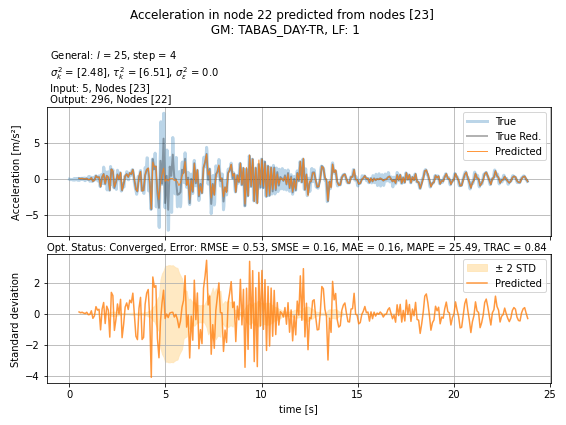 Acceleration in node 22 predicted from nodes [23]
GM: TABAS_DAY-TR, LF: 1
General: l = 25, step = 4
σ²ₖ = [2.48], τ²ₖ = [6.51], σ²ε = 0.0
Input: 5, Nodes [23]
Output: 296, Nodes [22]
Acceleration [m/s²]
5
0
−5
True
True Red.
Predicted
Opt. Status: Converged, Error: RMSE = 0.53, SMSE = 0.16, MAE = 0.16, MAPE = 25.49, TRAC = 0.84
Standard deviation
2
0
−2
−4
± 2 STD
Predicted
0 5 10 15 20 25
time [s]